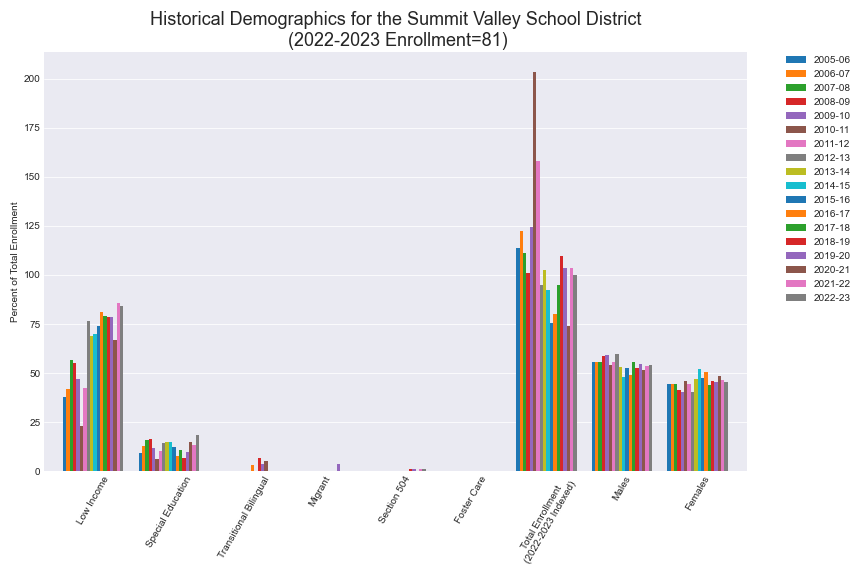 Historical Demographics for the Summit Valley School District
(2022-2023 Enrollment=81)
Percent of Total Enrollment
200
175
150
125
100
75
50
25
0
Low Income
Special Education
Transitional Bilingual
Migrant
Section 504
Foster Care
Total Enrollment
(2022-2023 Indexed)
Males
Females
2005-06
2006-07
2007-08
2008-09
2009-10
2010-11
2011-12
2012-13
2013-14
2014-15
2015-16
2016-17
2017-18
2018-19
2019-20
2020-21
2021-22
2022-23